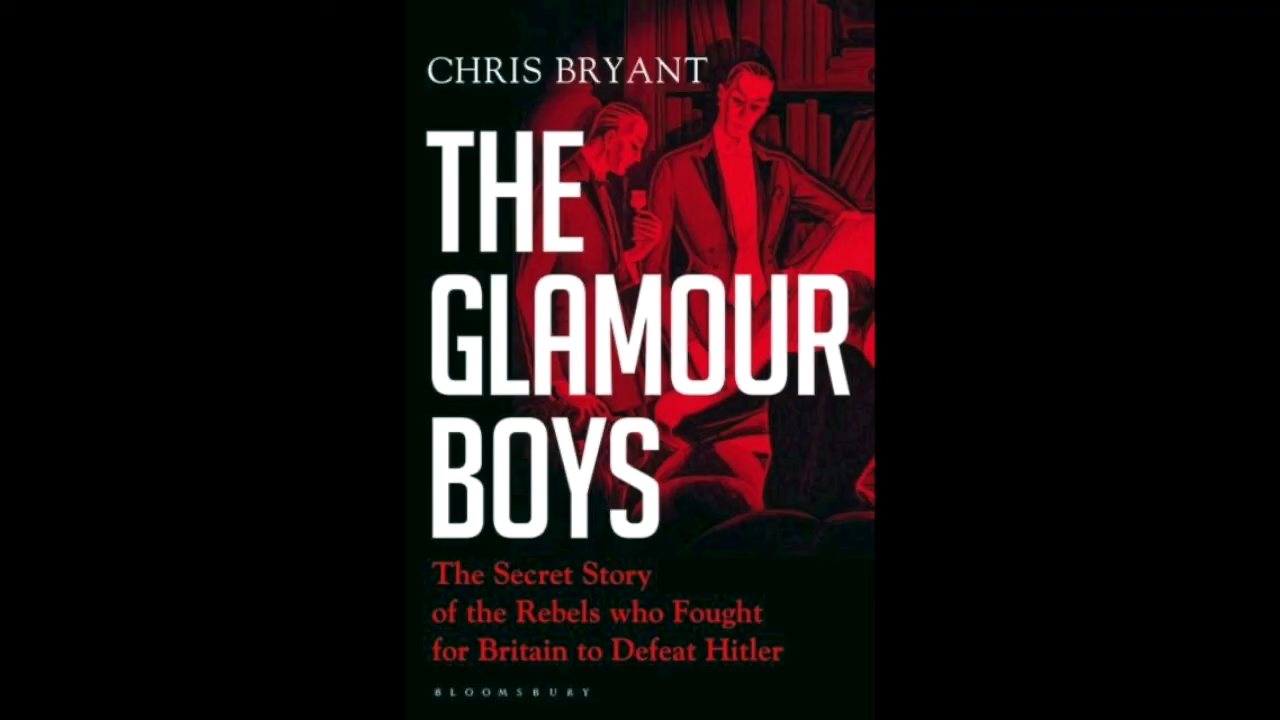 CHRIS BRYANT
THE
GLAMOUR
BOYS
The Secret Story
of the Rebels who Fought
for Britain to Defeat Hitler
BLOOMSBURY